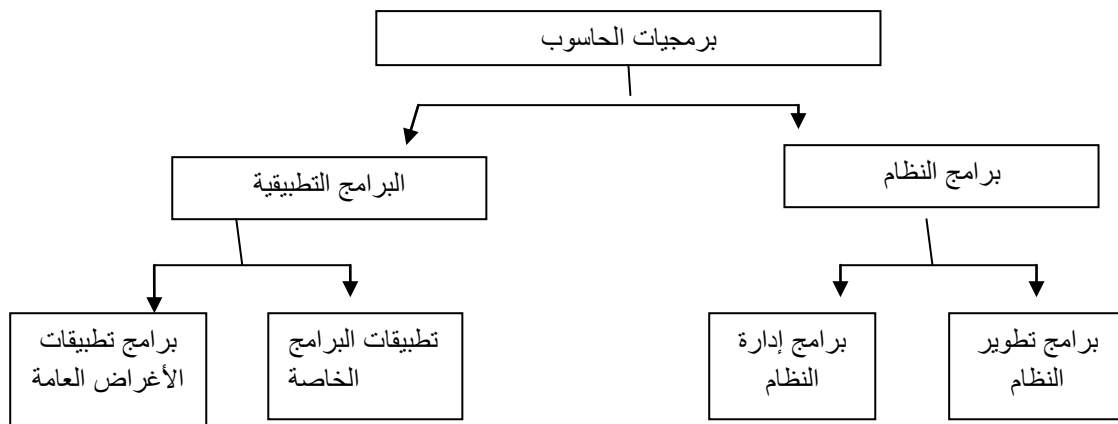 برمجيات الحاسوب
برامج النظام
البرامج التطبيقية
برامج تطوير
النظام
برامج إدارة
النظام
تطبيقات البرامج
الخاصة
برامج تطبيقات
الأغراض العامة